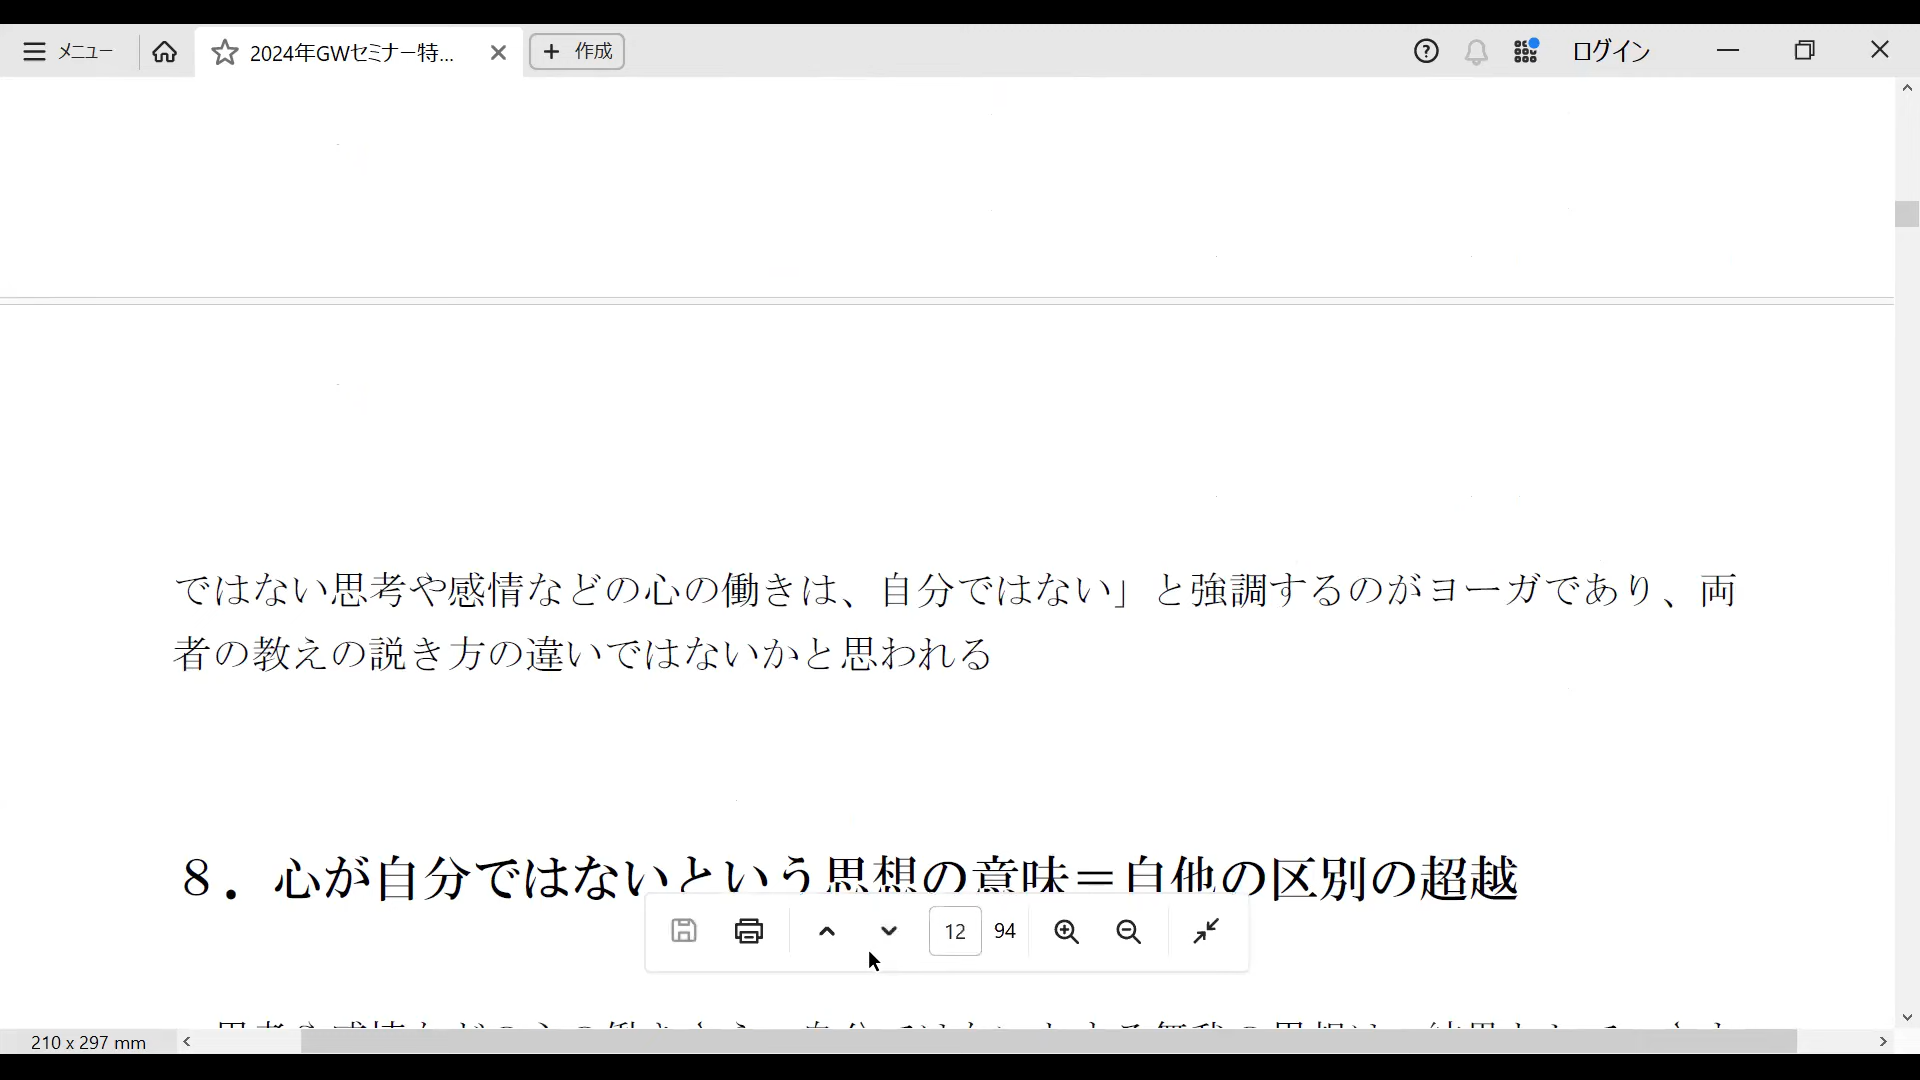 メニュー
2024年GWセミナー特...
作成
ログイン
ではない思考や感情などの心の働きは、自分ではない」と強調するのがヨーガであり、両
者の教えの説き方の違いではないかと思われる
８．心が自分ではないという思想の意味＝自他の区別の超越
12
94
210 x 297 mm